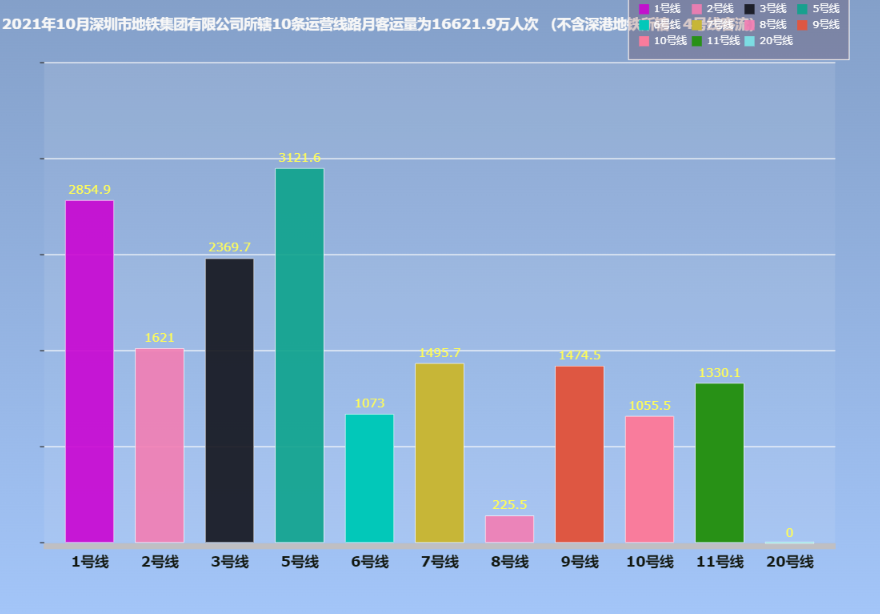 2021年10月深圳市地铁集团有限公司所辖10条运营线路月客运量为16621.9万人次 （不含深港地铁所辖：4号线客流）
1号线 2号线 3号线 5号线
6号线 7号线 8号线 9号线
10号线 11号线 20号线
2854.9
1621
2369.7
3121.6
1073
1495.7
225.5
1474.5
1055.5
1330.1
0
1号线 2号线 3号线 5号线 6号线 7号线 8号线 9号线 10号线 11号线 20号线